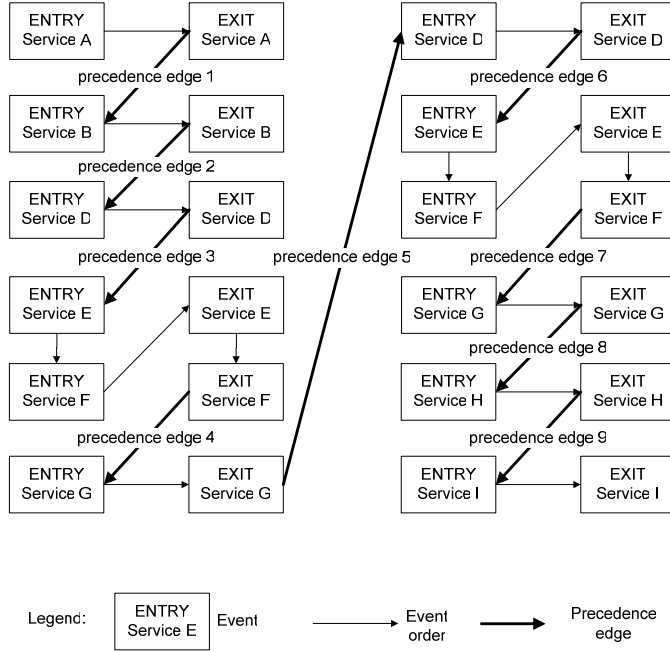 ENTRY
Service A
EXIT
Service A
precedence edge 1
ENTRY
Service B
EXIT
Service B
precedence edge 2
ENTRY
Service D
EXIT
Service D
precedence edge 3
ENTRY
Service E
EXIT
Service E
ENTRY
Service F
EXIT
Service F
precedence edge 4
ENTRY
Service G
EXIT
Service G
precedence edge 5
ENTRY
Service D
EXIT
Service D
precedence edge 6
ENTRY
Service E
EXIT
Service E
ENTRY
Service F
EXIT
Service F
precedence edge 7
ENTRY
Service G
EXIT
Service G
precedence edge 8
ENTRY
Service H
EXIT
Service H
precedence edge 9
ENTRY
Service I
EXIT
Service I
Legend:
ENTRY
Service E
Event
Event
order
Precedence
edge